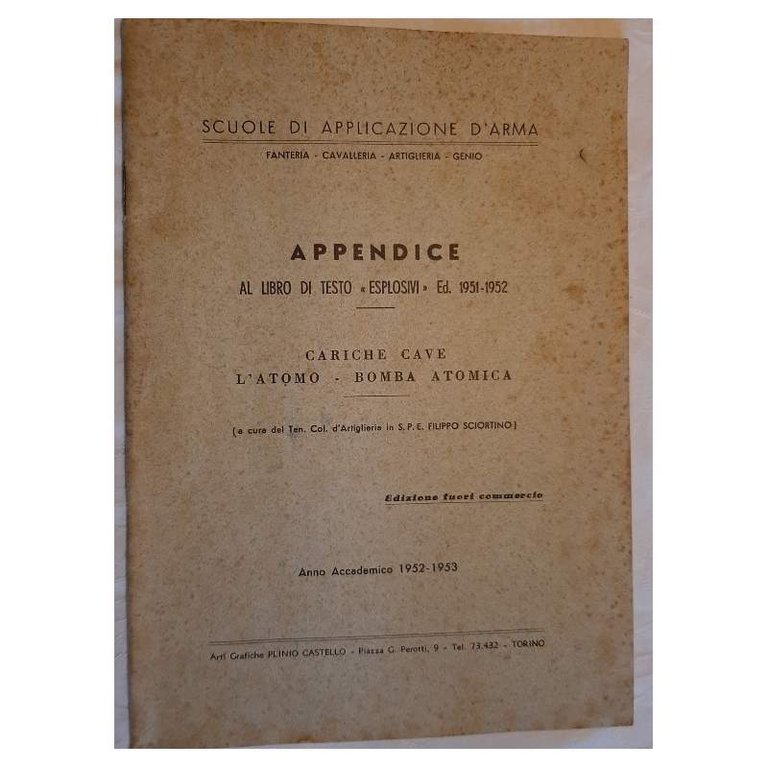 SCUOLE DI APPLICAZIONE D'ARMA
FANTERIA - CAVALLERIA - ARTIGLIERIA - GENIO
APPENDICE
AL LIBRO DI TESTO « ESPLOSIVI » Ed. 1951-1952
CARICHE CAVE
L'ATOMO - BOMBA ATOMICA
(a cura del Ten. Col. d'Artiglieria in S. P. E. FILIPPO SCIORTINO)
Edizione fuori commercio
Anno Accademico 1952-1953
Arti Grafiche PLINIO CASTELLO - Piazza G. Perotti, 9 - Tel. 73.432 - TORINO